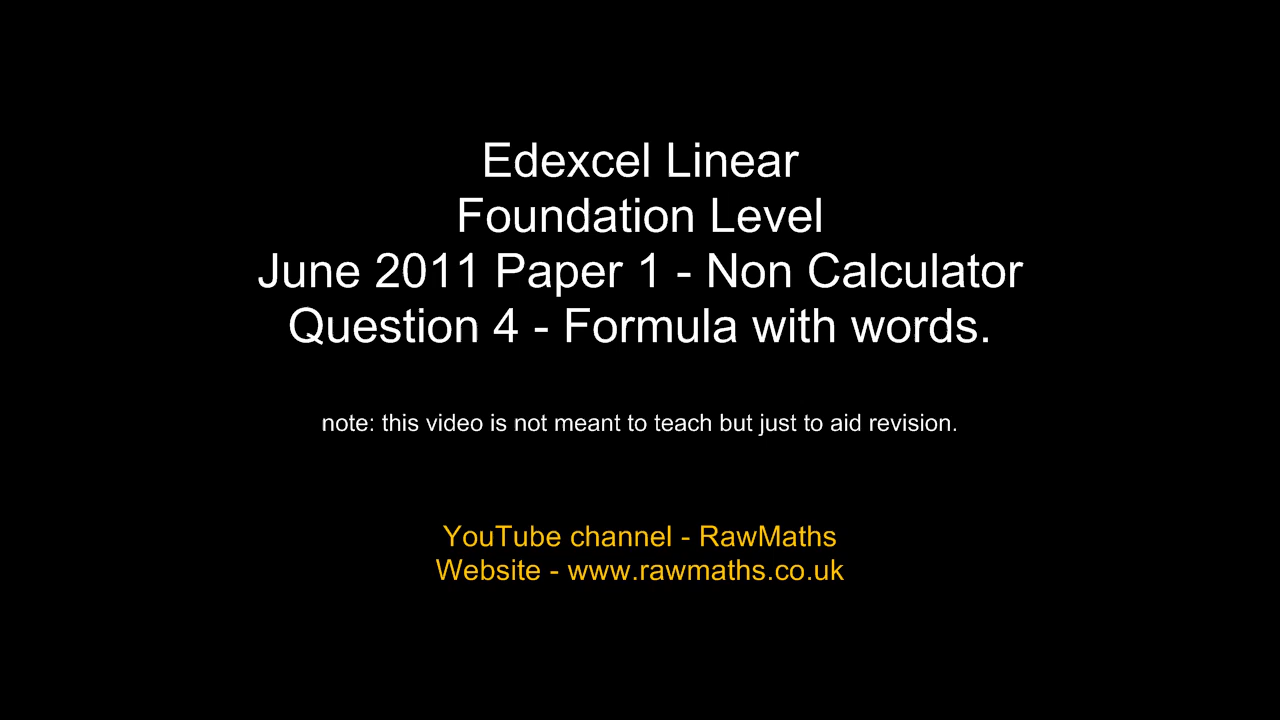 Edexcel Linear
Foundation Level
June 2011 Paper 1 - Non Calculator
Question 4 - Formula with words.
note: this video is not meant to teach but just to aid revision.
YouTube channel - RawMaths
Website - www.rawmaths.co.uk